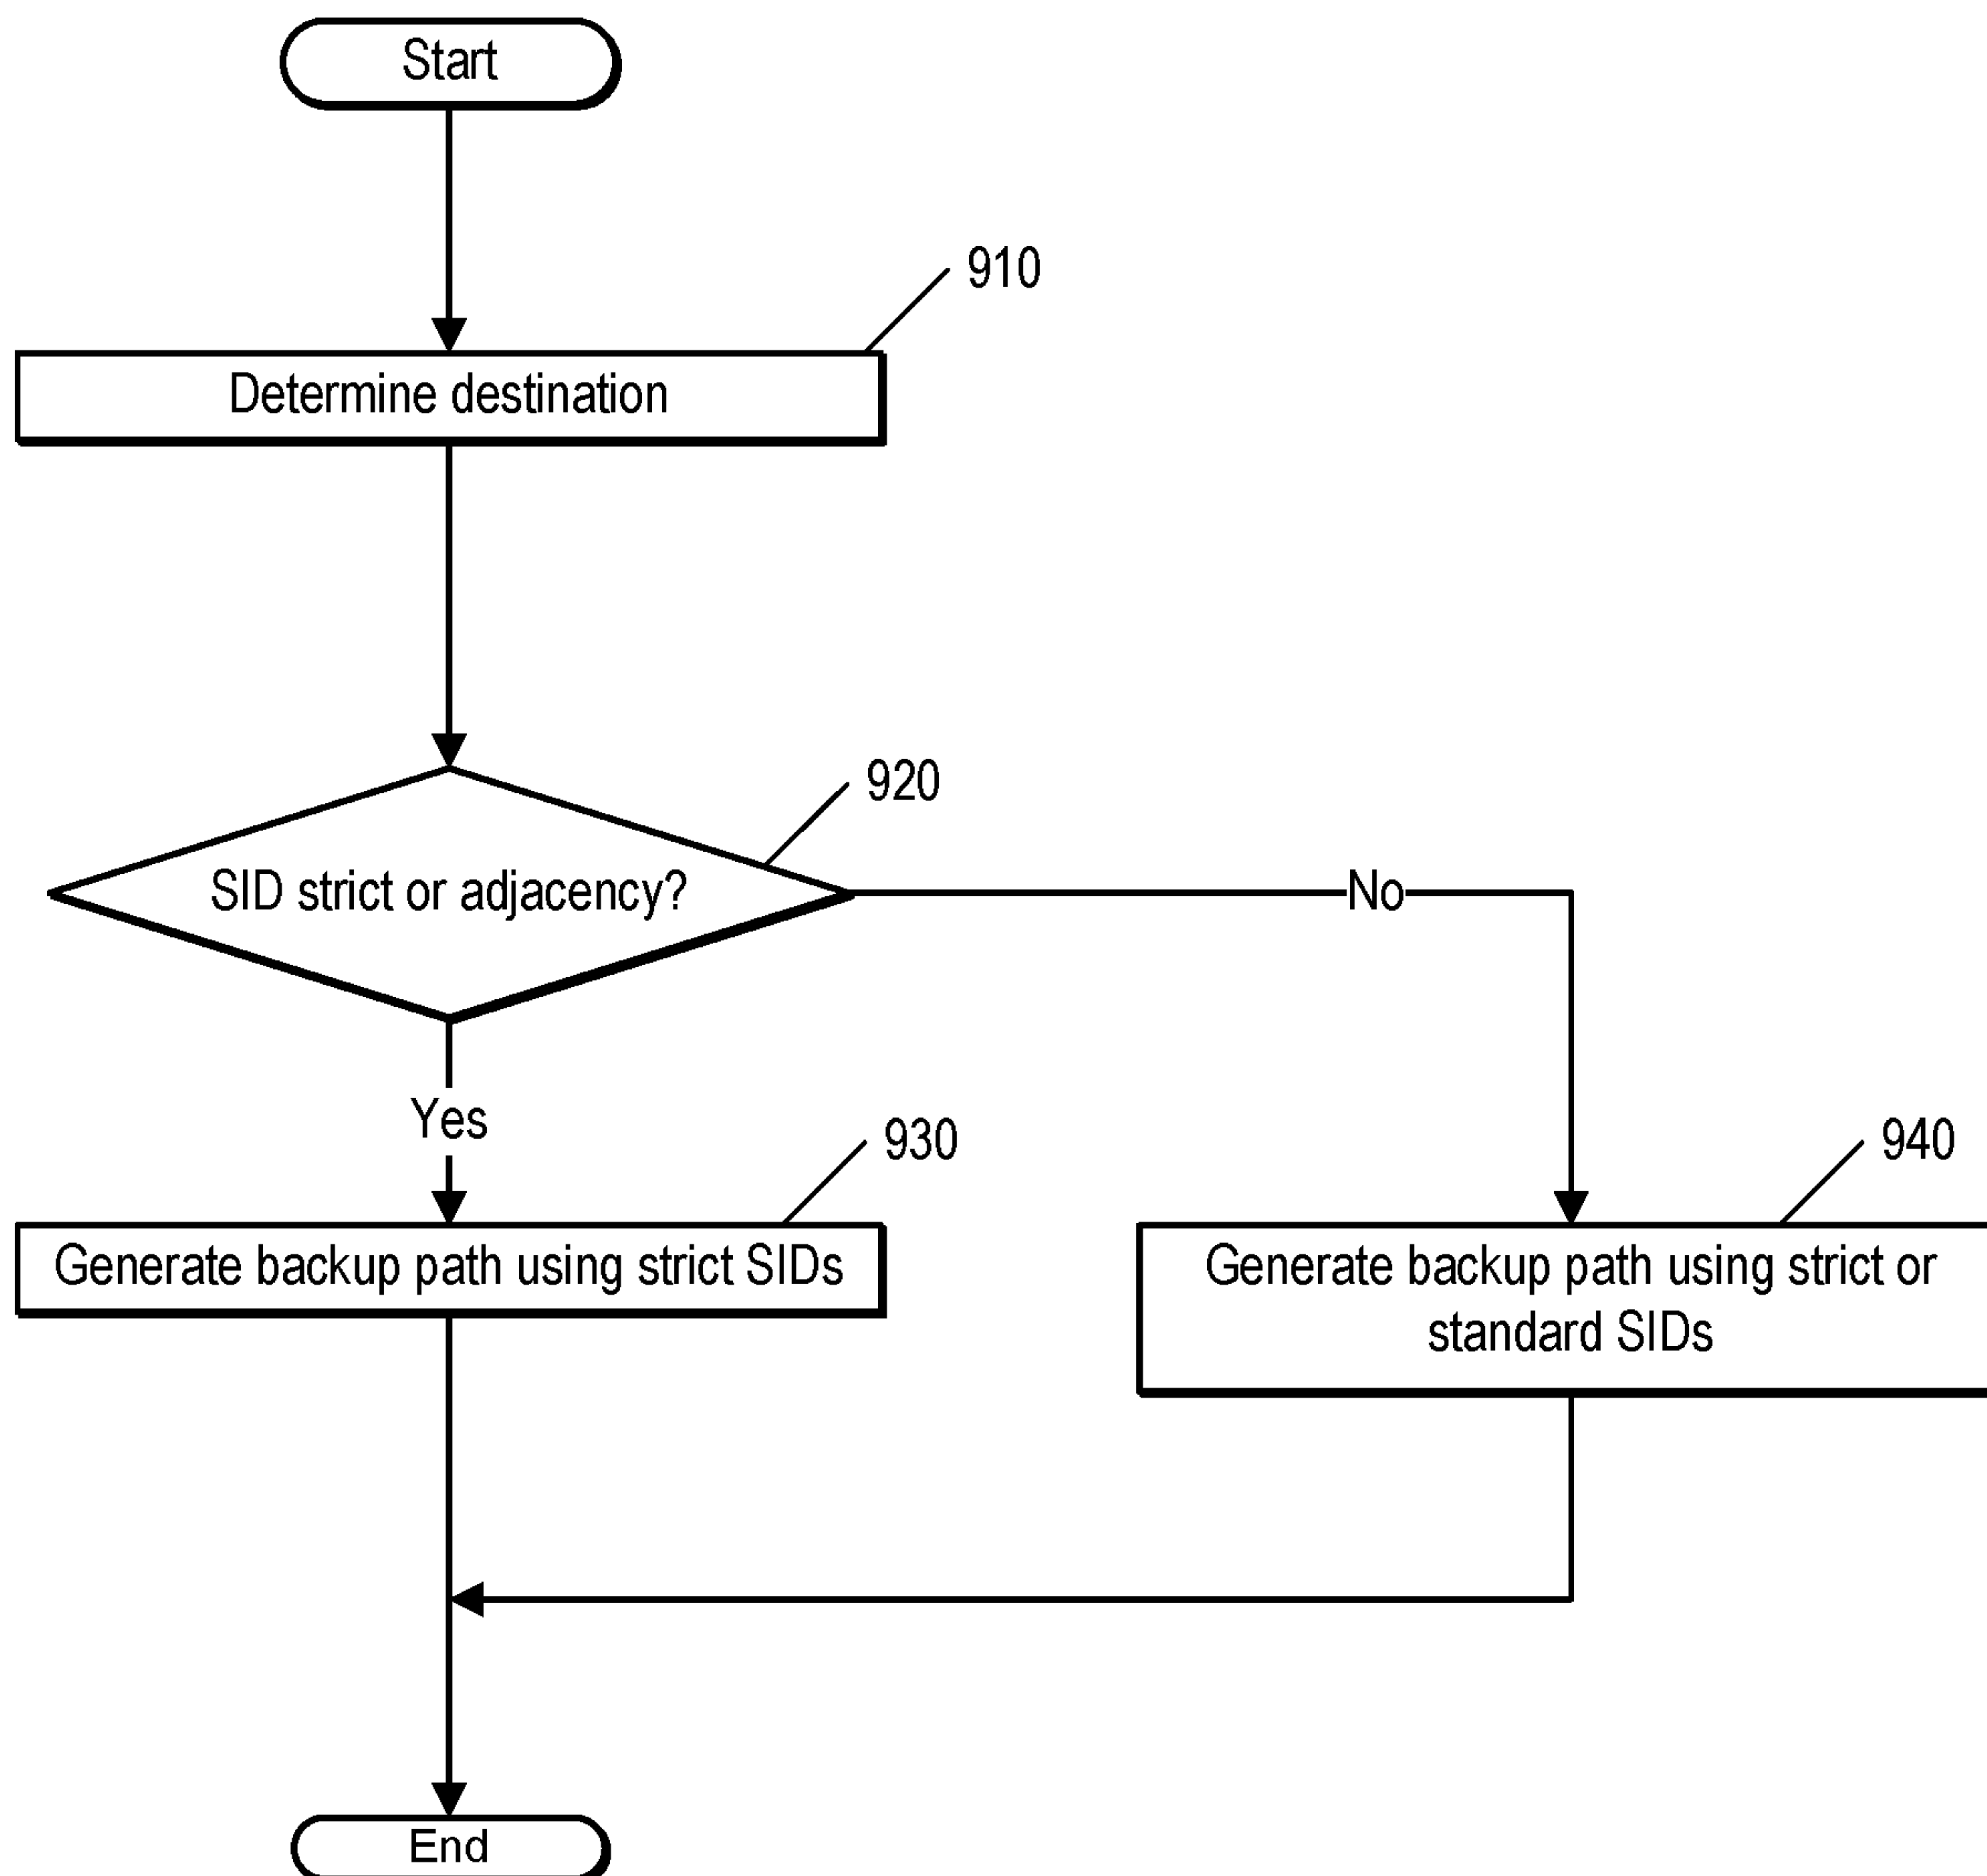 Start
910
Determine destination
920
SID strict or adjacency?
No
Yes
930
940
Generate backup path using strict SIDs
Generate backup path using strict or
standard SIDs
End